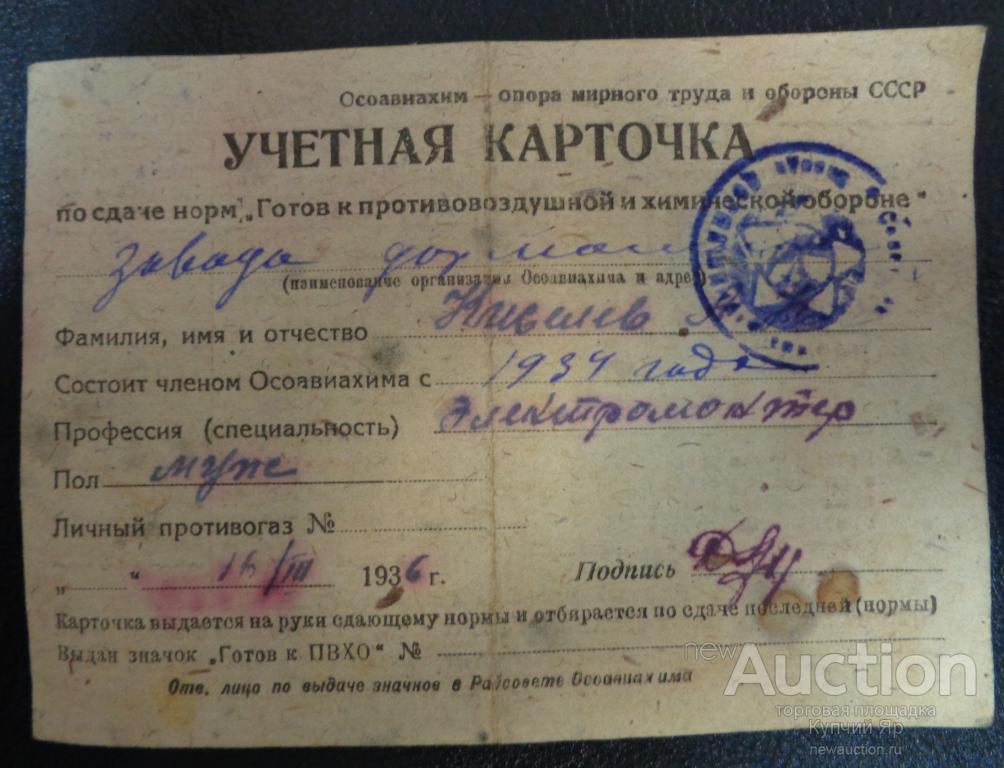 Осоавиахим — опора мирного труда и обороны СССР
УЧЕТНАЯ КАРТОЧКА
по сдаче норм „Готов к противовоздушной и химической обороне"
завода
(наименование организации Осоавиахима и адрес)
Фамилия, имя и отчество Киселев
Состоит членом Осоавиахима с 1934 года
Профессия (специальность) Электромонтер
Пол муж
Личный противогаз №
„ " 16/III 1936 г. Подпись
Карточка выдается на руки сдающему нормы и отбирается по сдаче последней (нормы)
Выдан значок „Готов к ПВХО" №
Отв. лицо по выдаче значков в Райсовете Осоавиахима
newAuction
торговая площадка
Купчий Яр
newauction.ru